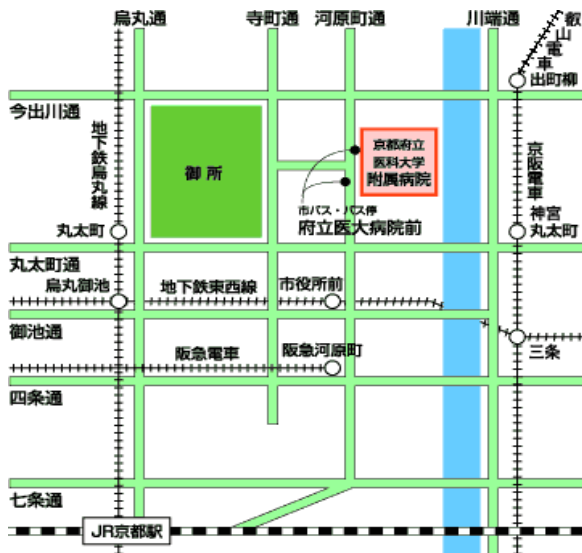 烏丸通
寺町通
河原町通
川端通
叡山電車
出町柳
今出川通
地下鉄烏丸線
御所
京都府立
医科大学
附属病院
京阪電車
市バス・バス停
府立医大病院前
神宮
丸太町
丸太町
丸太町通
烏丸御池
地下鉄東西線
市役所前
御池通
阪急電車
阪急河原町
三条
四条通
七条通
JR京都駅